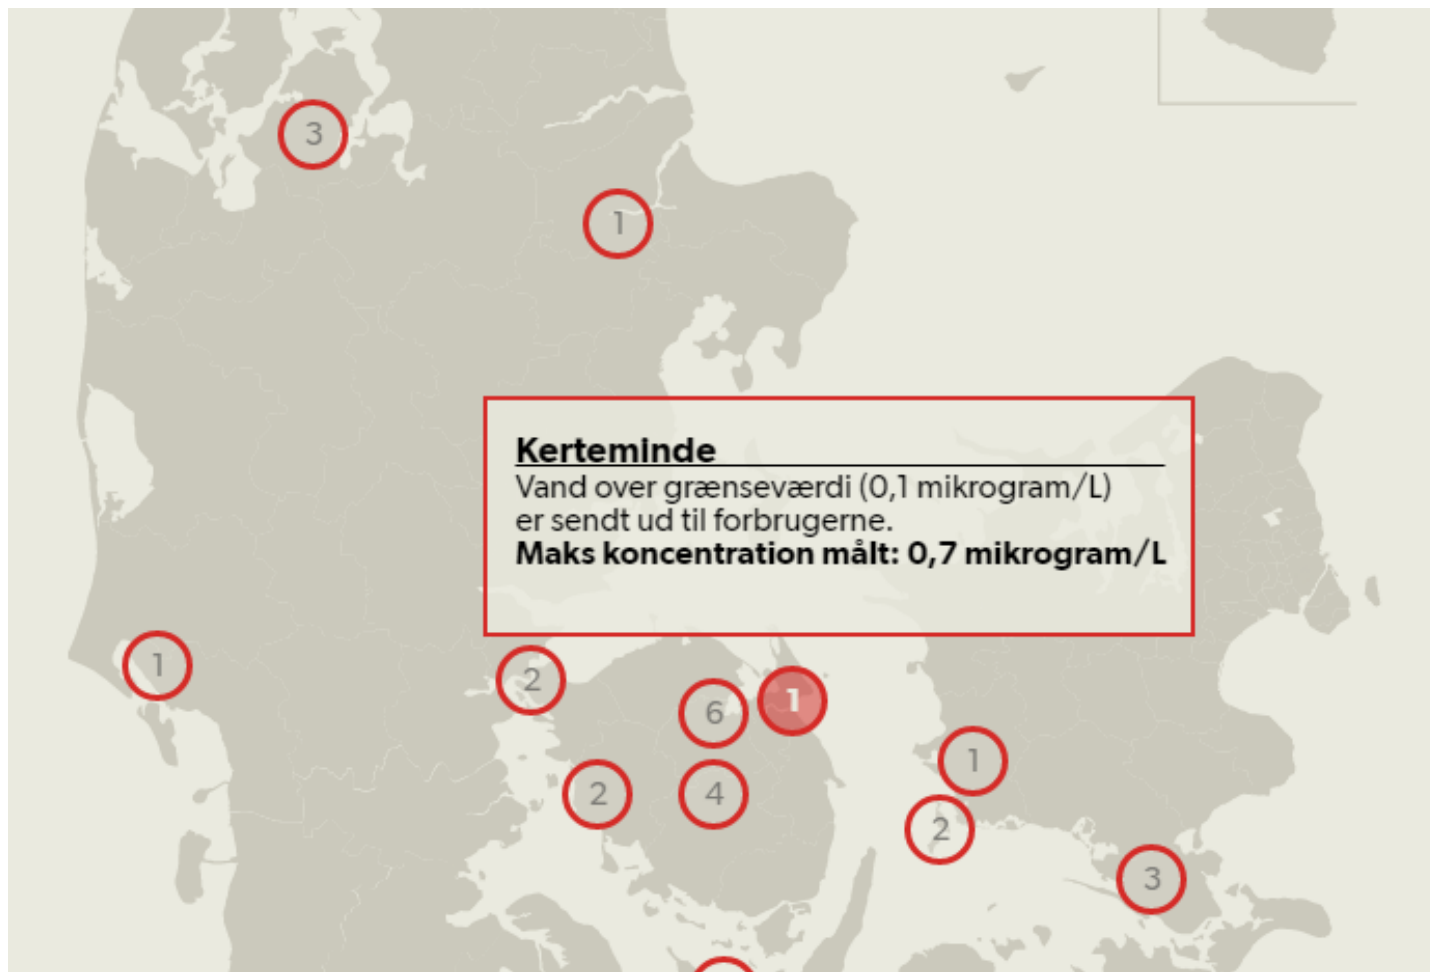 3
1
Kerteminde
Vand over grænseværdi (0,1 mikrogram/L)
er sendt ud til forbrugerne.
Maks koncentration målt: 0,7 mikrogram/L
1
2
6
1
2
4
1
2
3